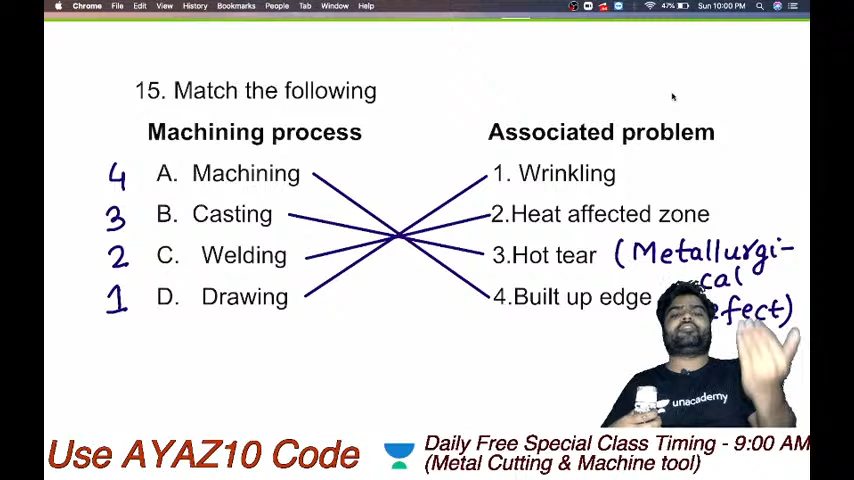 Chrome File Edit View History Bookmarks People Tab Window Help 47% Sun 10:00 PM
15. Match the following
Machining process Associated problem
4 A. Machining 1. Wrinkling
3 B. Casting 2.Heat affected zone
2 C. Welding 3.Hot tear (Metallurgi-
cal
1 D. Drawing 4.Built up edge efect)
unacademy
Use AYAZ10 Code
Daily Free Special Class Timing - 9:00 AM
(Metal Cutting & Machine tool)